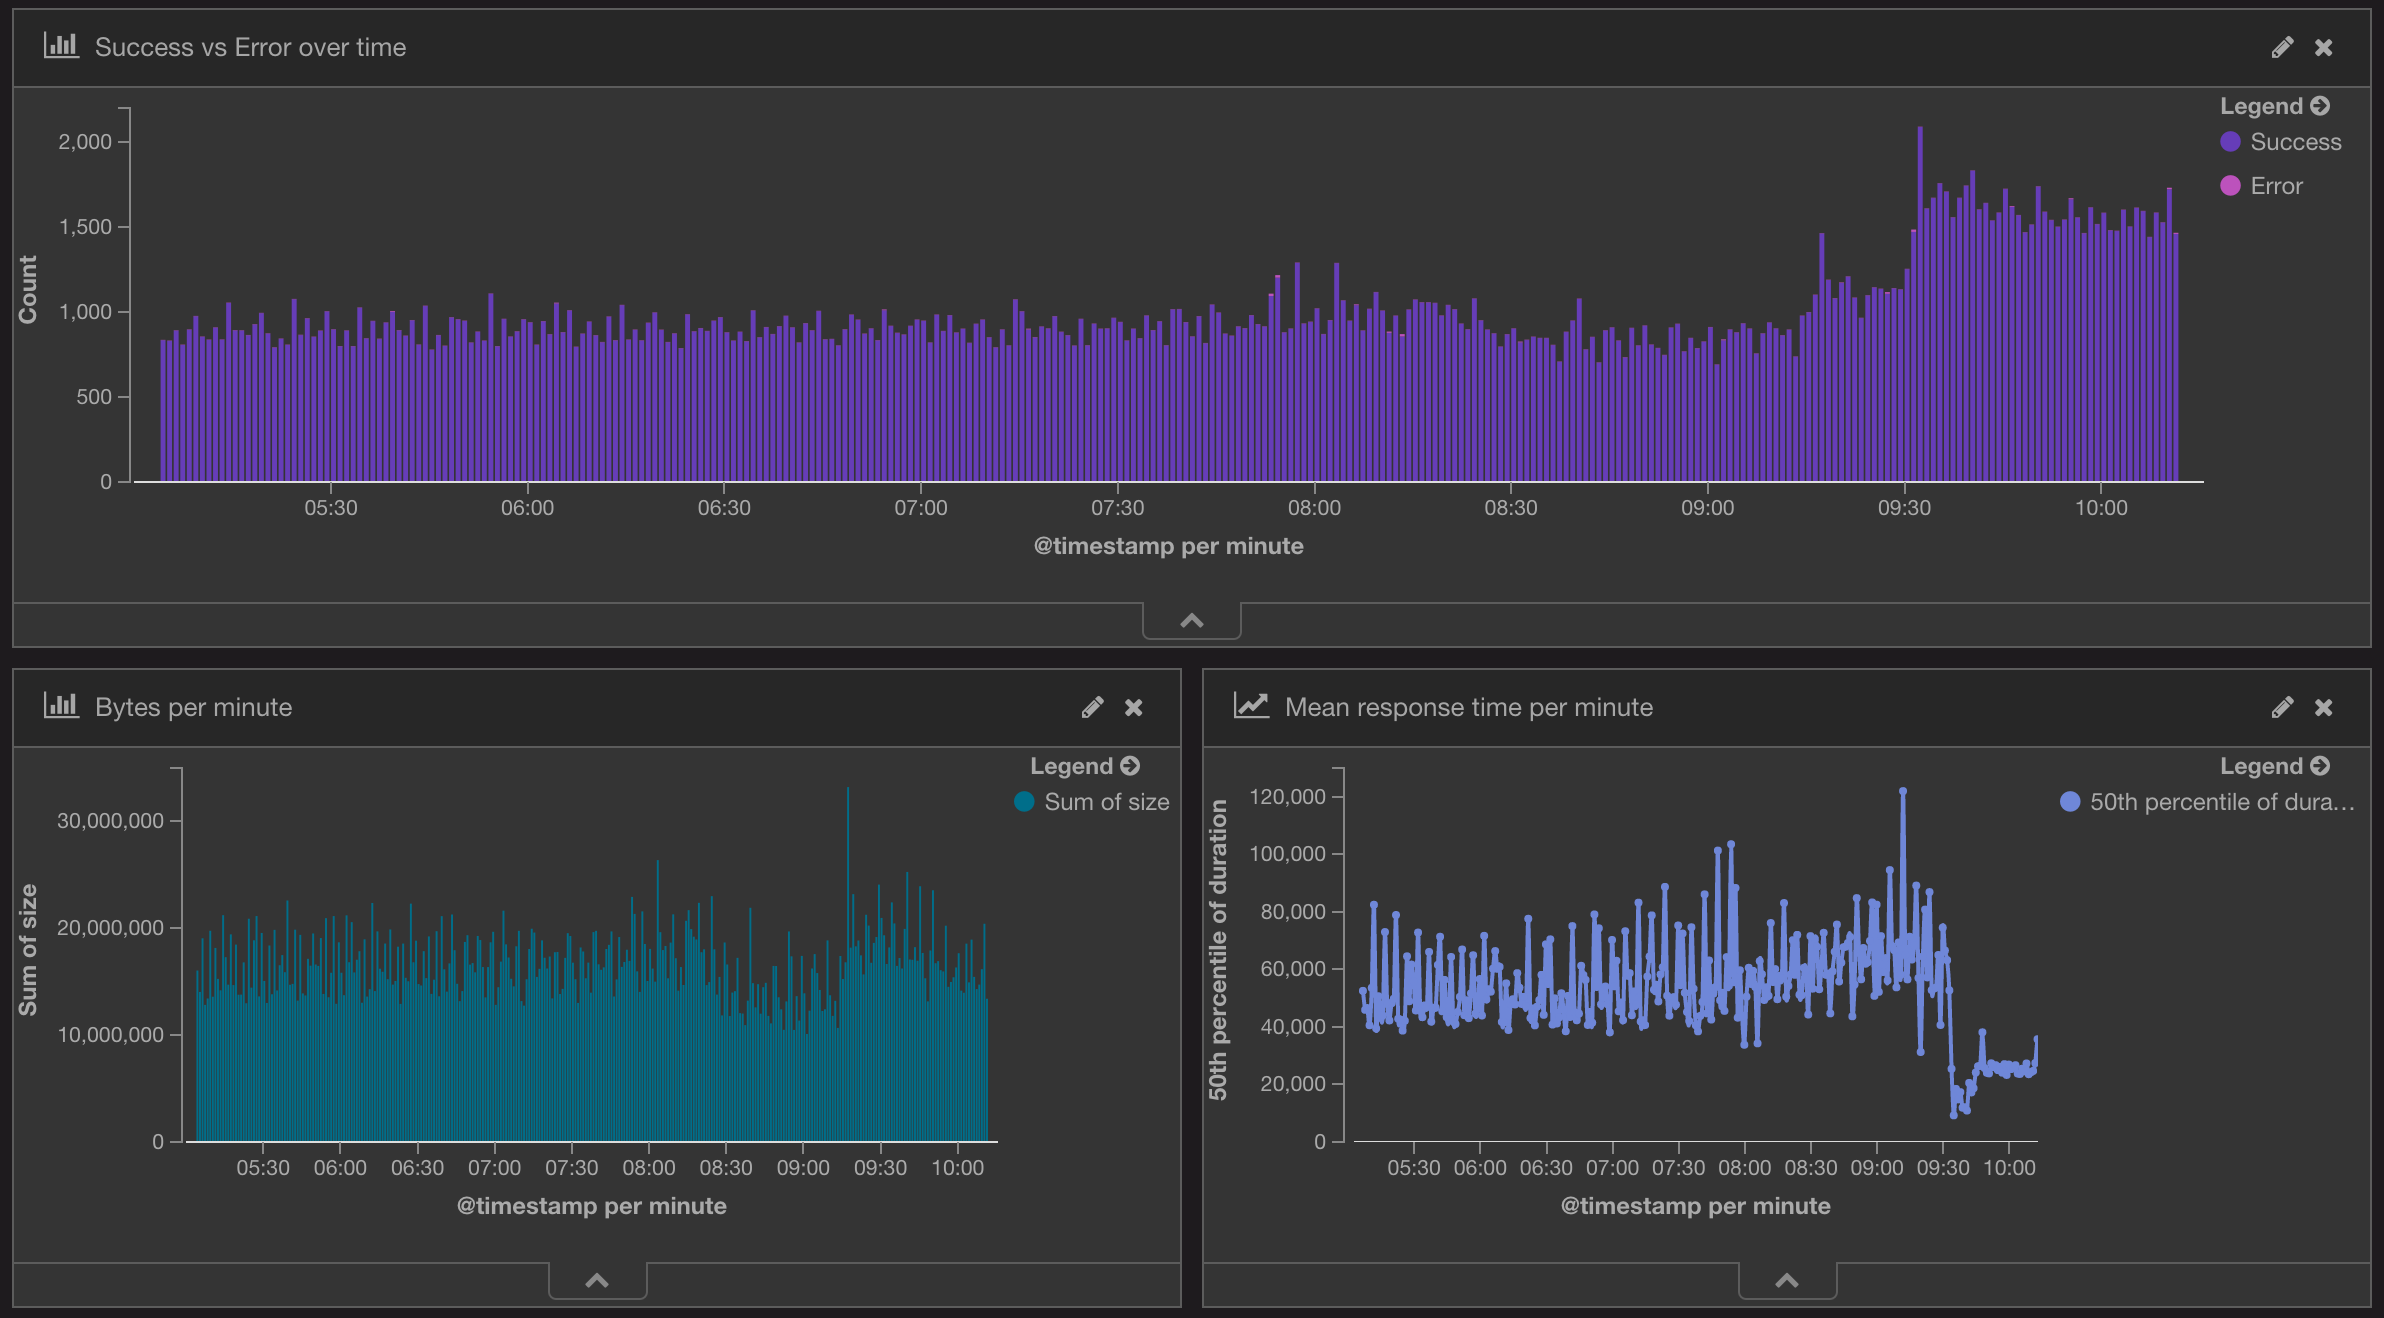 Success vs Error over time
Legend
Success
Error
2,000
1,500
1,000
500
0
Count
05:30 06:00 06:30 07:00 07:30 08:00 08:30 09:00 09:30 10:00
@timestamp per minute
Bytes per minute
Legend
Sum of size
30,000,000
20,000,000
10,000,000
0
Sum of size
05:30 06:00 06:30 07:00 07:30 08:00 08:30 09:00 09:30 10:00
@timestamp per minute
Mean response time per minute
Legend
50th percentile of dura...
120,000
100,000
80,000
60,000
40,000
20,000
0
50th percentile of duration
05:30 06:00 06:30 07:00 07:30 08:00 08:30 09:00 09:30 10:00
@timestamp per minute